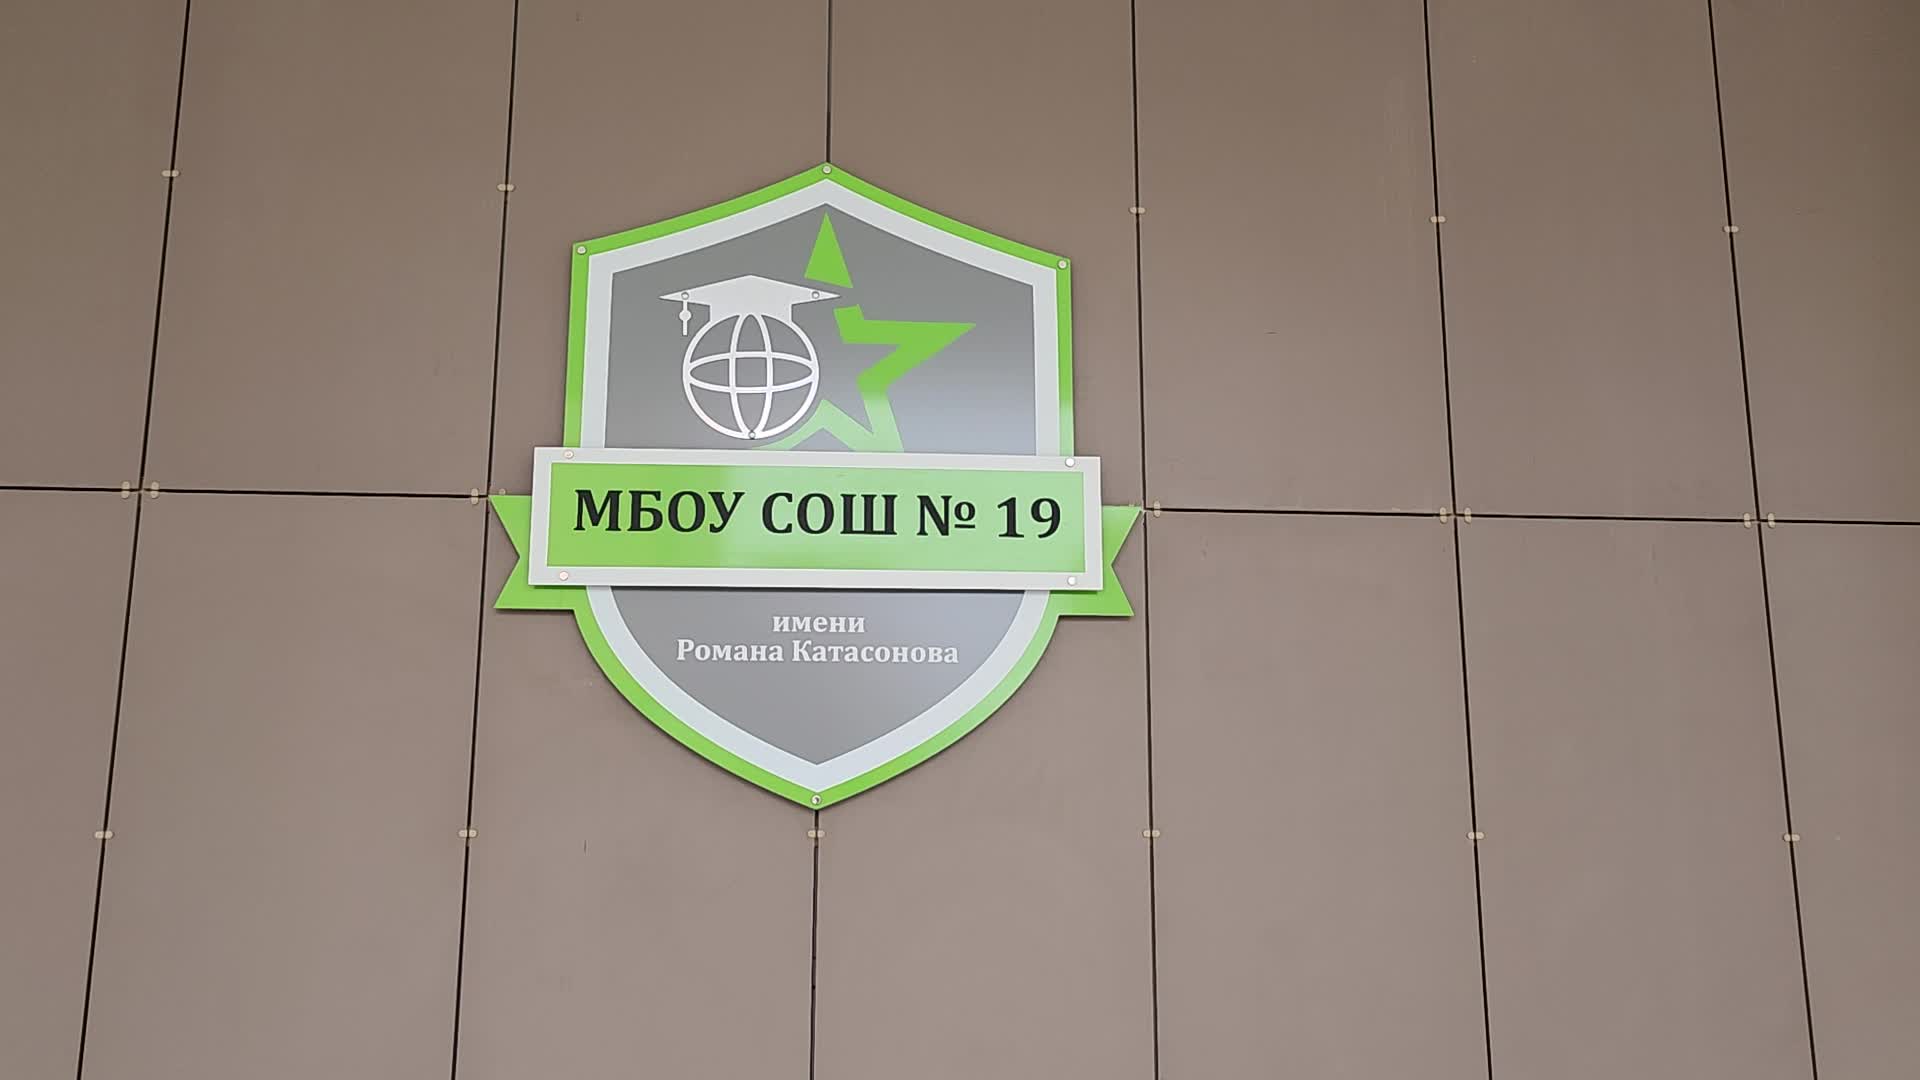 МБОУ СОШ № 19
имени
Романа Катасонова